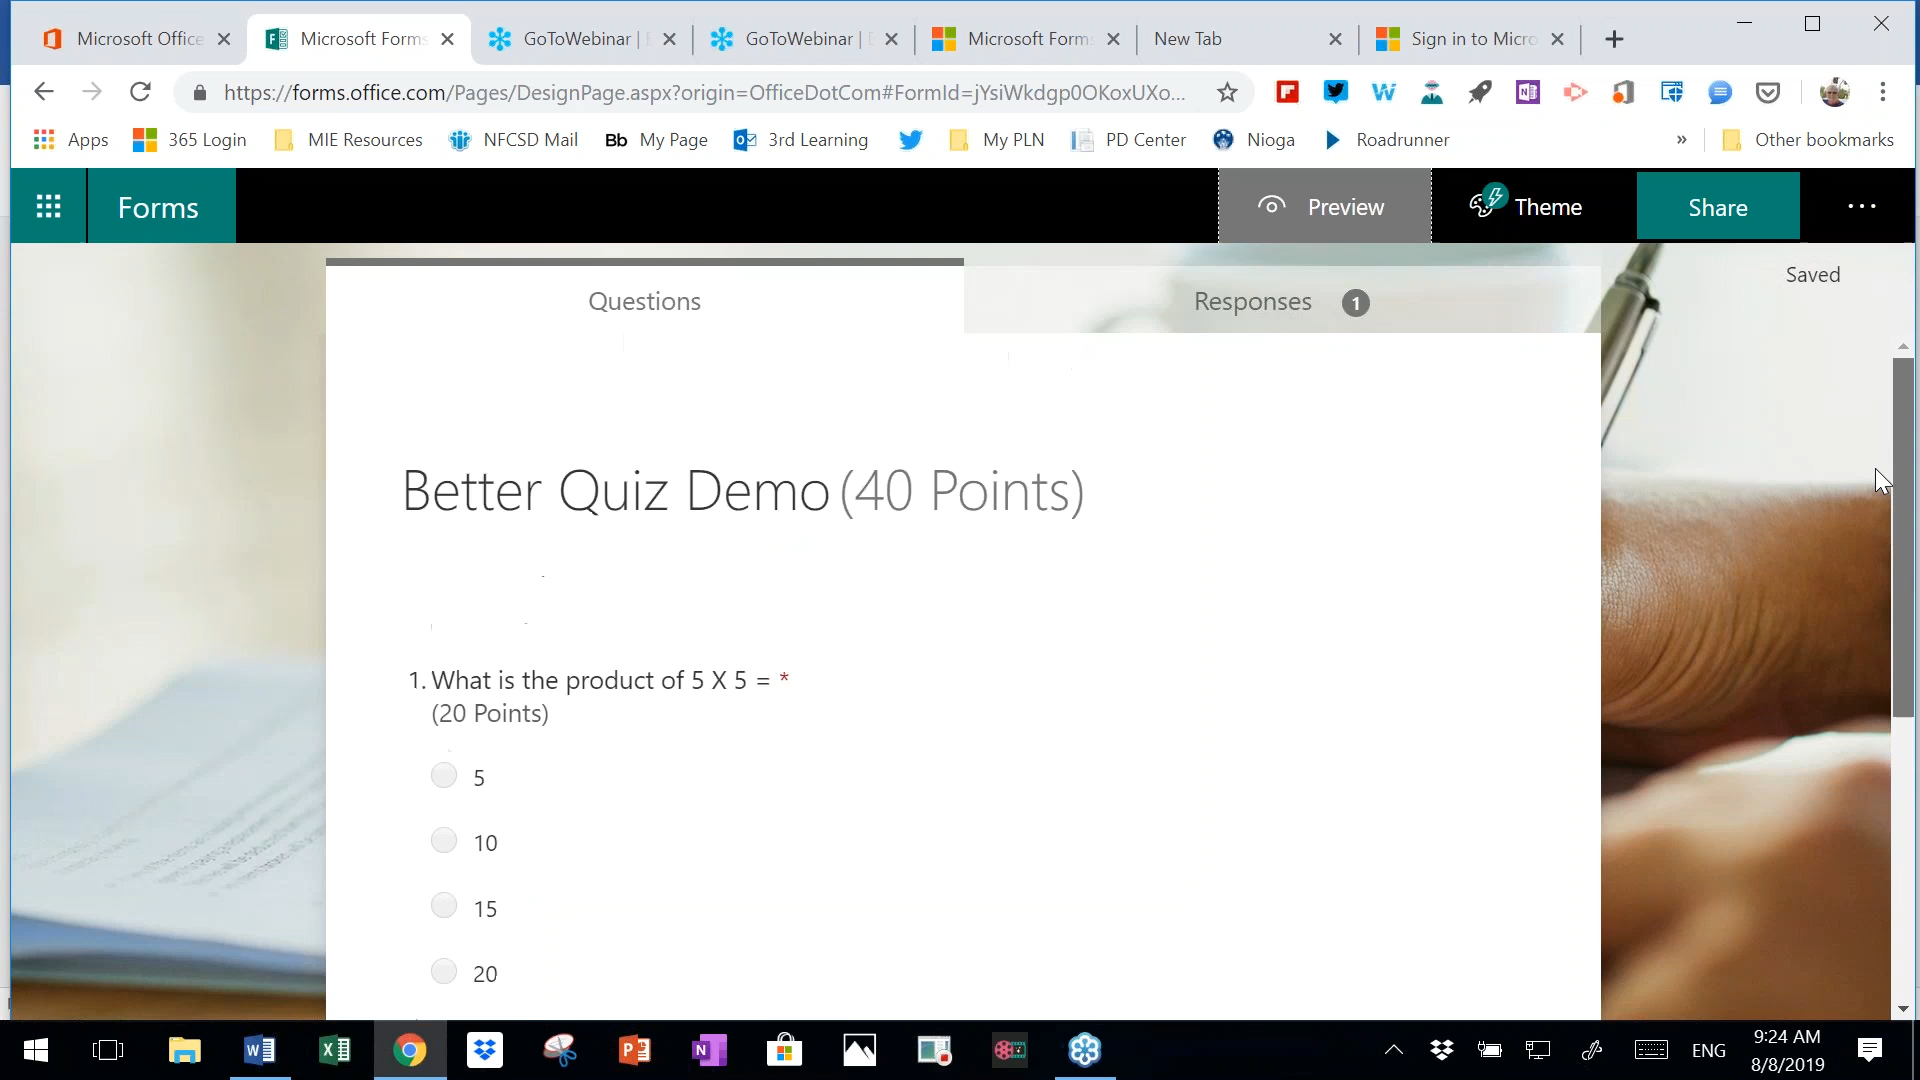 Microsoft Office
Microsoft Forms
GoToWebinar |
GoToWebinar |
Microsoft Forms
New Tab
Sign in to Micro
https://forms.office.com/Pages/DesignPage.aspx?origin=OfficeDotCom#FormId=jYsiWkdgp0OKoxUXo...
Apps
365 Login
MIE Resources
NFCSD Mail
Bb My Page
3rd Learning
My PLN
PD Center
Nioga
Roadrunner
»
Other bookmarks
Forms
Preview
Theme
Share
...
Questions
Responses 1
Saved
Better Quiz Demo (40 Points)
1. What is the product of 5 X 5 = *
(20 Points)
5
10
15
20
ENG
9:24 AM
8/8/2019